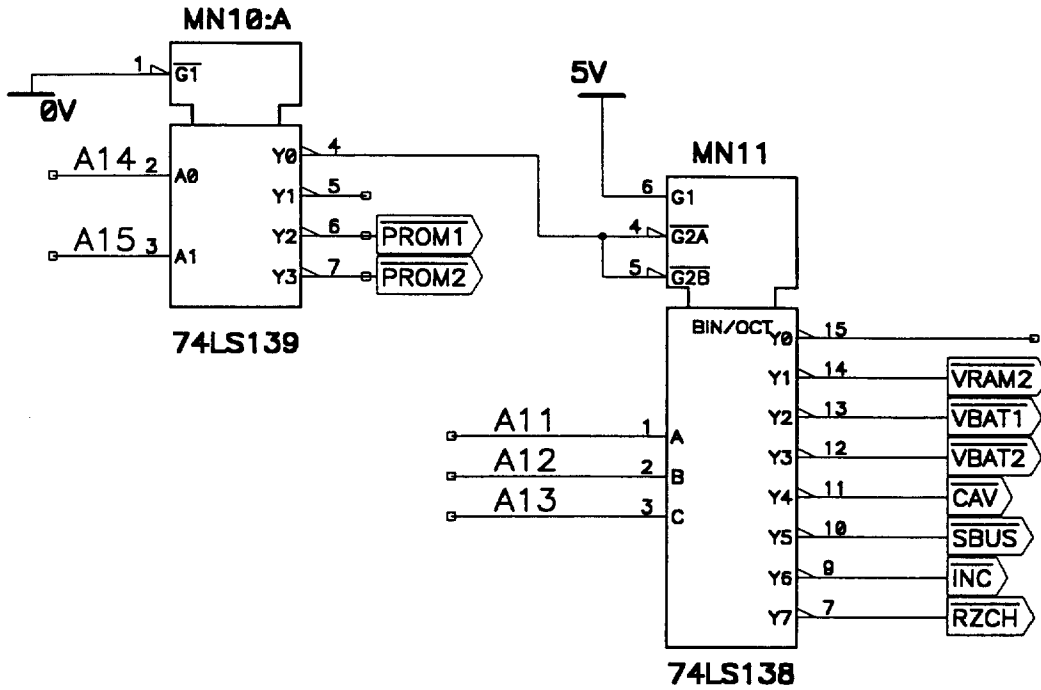 MN10:A
1 G1
0V
A14 2 A0 Y0 4
Y1 5
A15 3 A1 Y2 6 PROM1
Y3 7 PROM2
74LS139
5V
MN11
6 G1
4 G2A
5 G2B
BIN/OCT Y0 15
Y1 14 VRAM2
Y2 13 VBAT1
A11 1 A
Y3 12 VBAT2
A12 2 B
Y4 11 CAV
A13 3 C
Y5 10 SBUS
Y6 9 INC
Y7 7 RZCH
74LS138